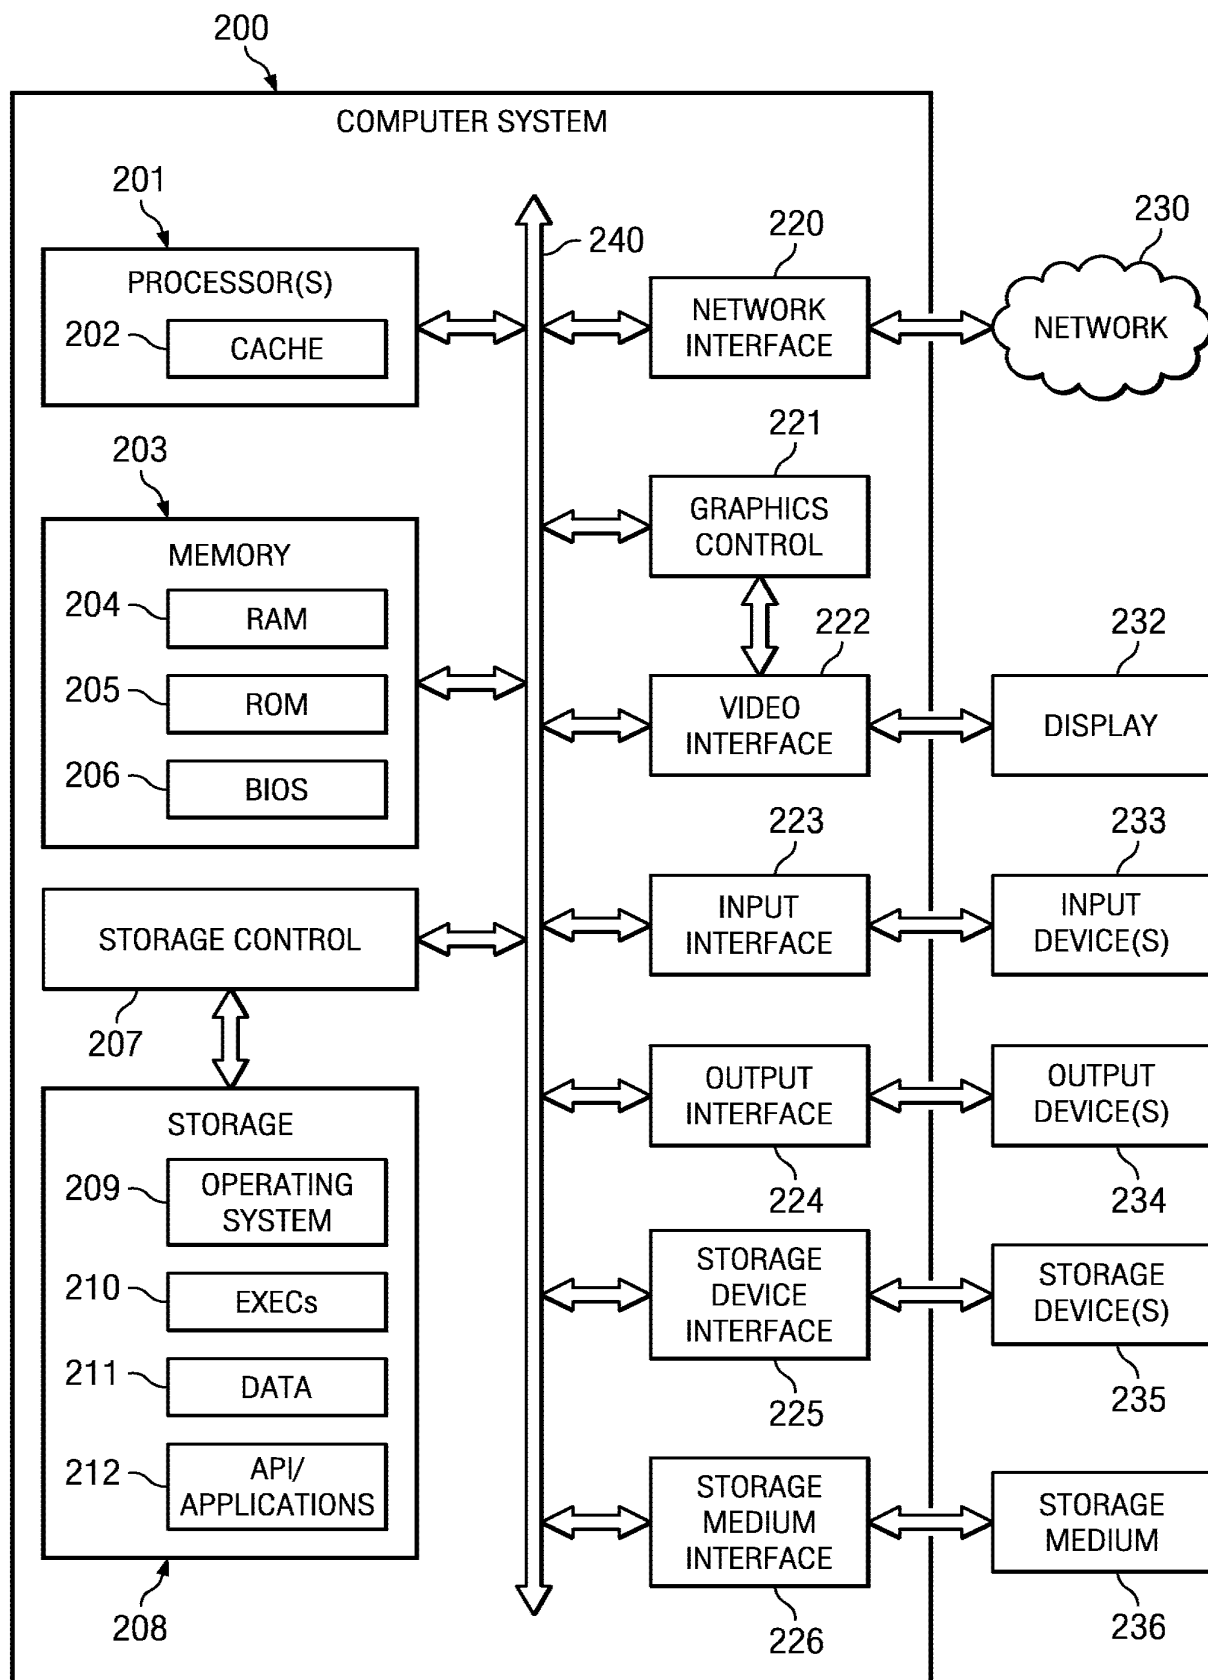 200
COMPUTER SYSTEM
201
PROCESSOR(S)
202
CACHE
203
MEMORY
204
RAM
205
ROM
206
BIOS
STORAGE CONTROL
207
STORAGE
209
OPERATING
SYSTEM
210
EXECs
211
DATA
212
API/
APPLICATIONS
208
240
220
NETWORK
INTERFACE
230
NETWORK
221
GRAPHICS
CONTROL
222
VIDEO
INTERFACE
232
DISPLAY
223
INPUT
INTERFACE
233
INPUT
DEVICE(S)
OUTPUT
INTERFACE
224
OUTPUT
DEVICE(S)
234
STORAGE
DEVICE
INTERFACE
225
STORAGE
DEVICE(S)
235
STORAGE
MEDIUM
INTERFACE
226
STORAGE
MEDIUM
236